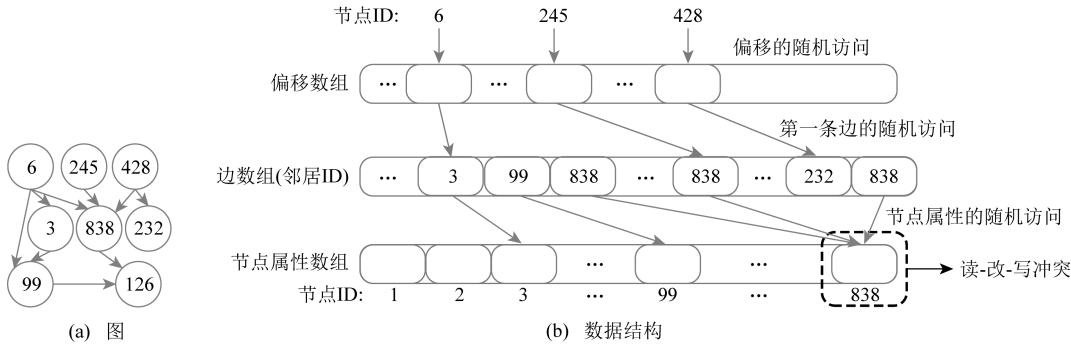 节点ID: 6 245 428
偏移的随机访问
偏移数组 ... ... ...
第一条边的随机访问
边数组(邻居ID) ... 3 99 838 ... 838 ... 232 838
节点属性的随机访问
节点属性数组 ... ...
读-改-写冲突
节点ID: 1 2 3 ... 99 ... 838
(b) 数据结构
6 245 428
3 838 232
99 126
(a) 图